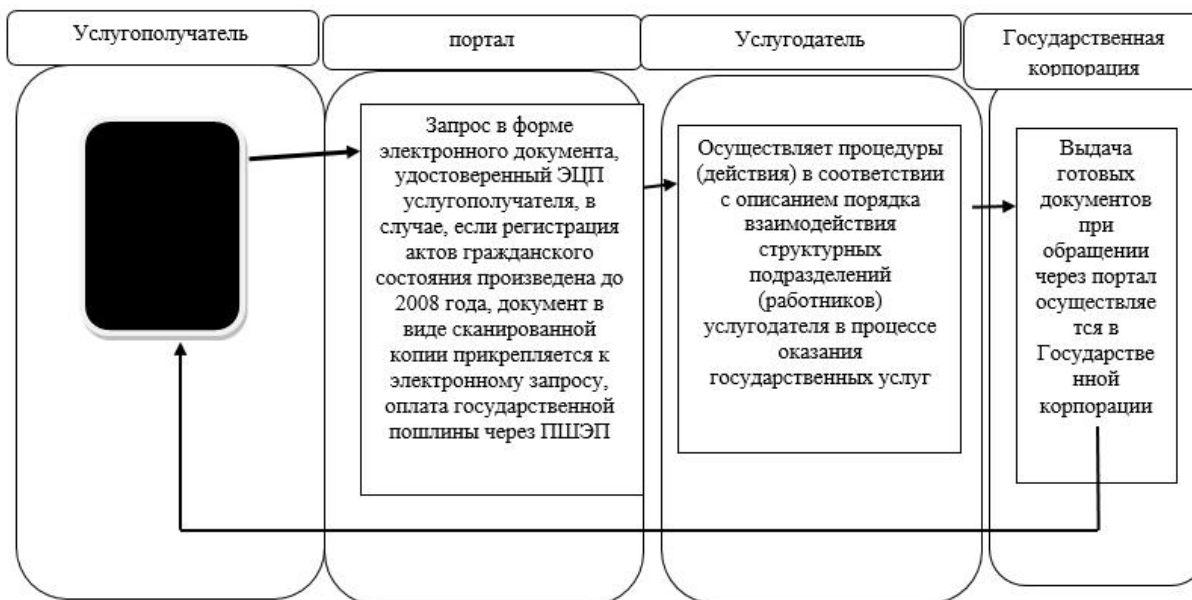 Услугополучатель
портал
Услугодатель
Государственная
корпорация
Запрос в форме
электронного документа,
удостоверенный ЭЦП
услугополучателя, в
случае, если регистрация
актов гражданского
состояния произведена до
2008 года, документ в
виде сканированной
копии прикрепляется к
электронному запросу,
оплата государственной
пошлины через ПШЭП
Осуществляет процедуры
(действия) в соответствии
с описанием порядка
взаимодействия
структурных
подразделений
(работников)
услугодателя в процессе
оказания
государственных услуг
Выдача
готовых
документов
при
обращении
через портал
осуществляе
тся в
Государстве
нной
корпорации